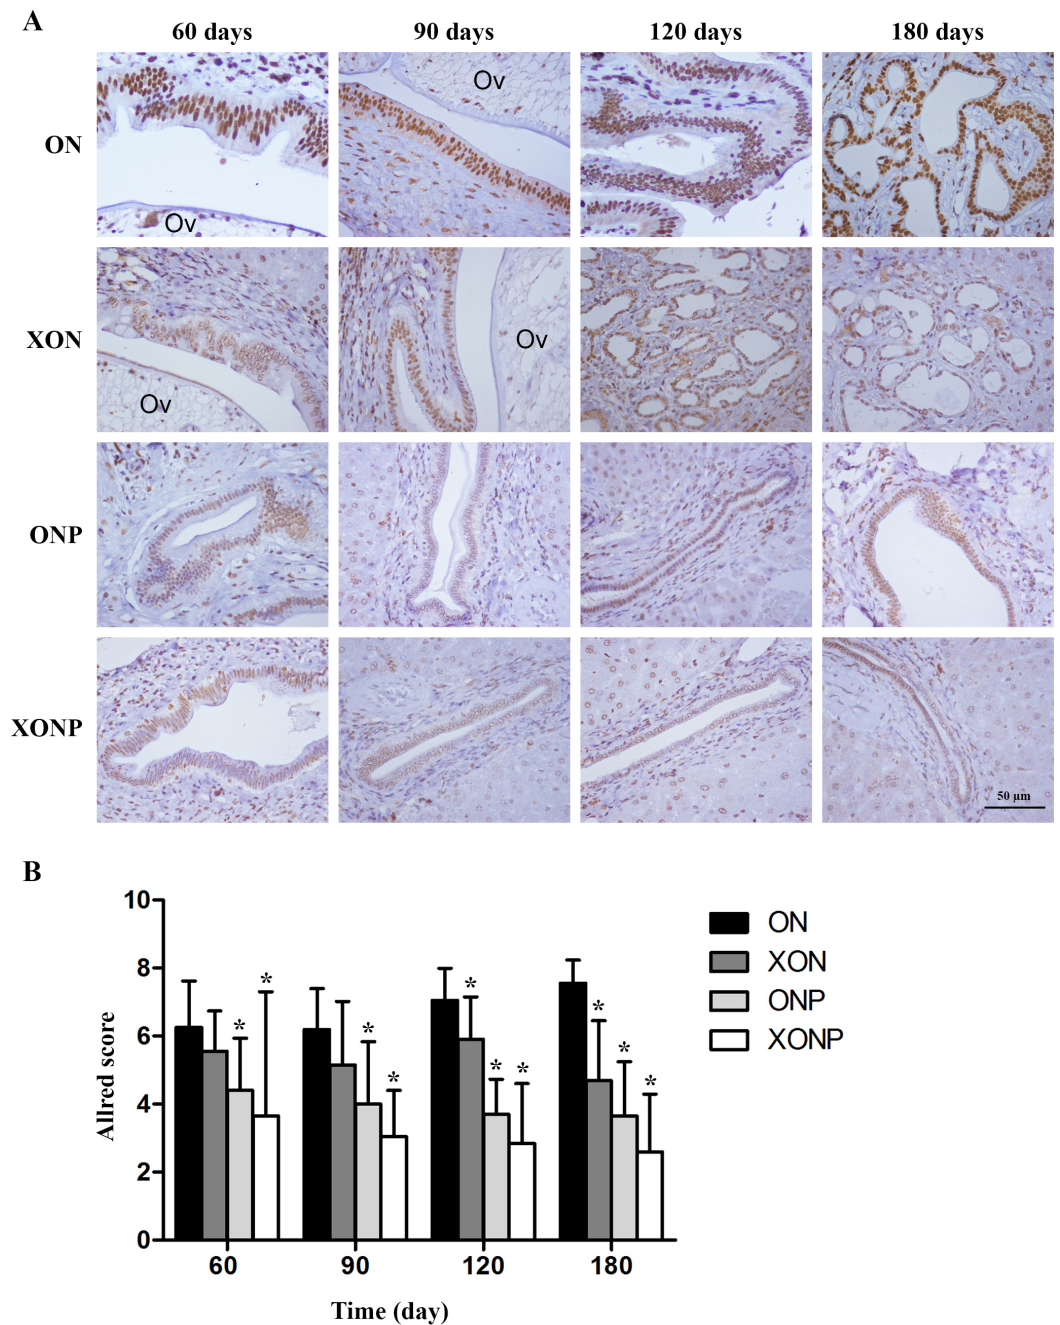 A
60 days 90 days 120 days 180 days
ON
Ov
Ov
XON
Ov
Ov
ONP
XONP
50 µm
B
10
8
6
4
2
0
Allred score
* * * * * * * * * *
60 90 120 180
Time (day)
ON
XON
ONP
XONP